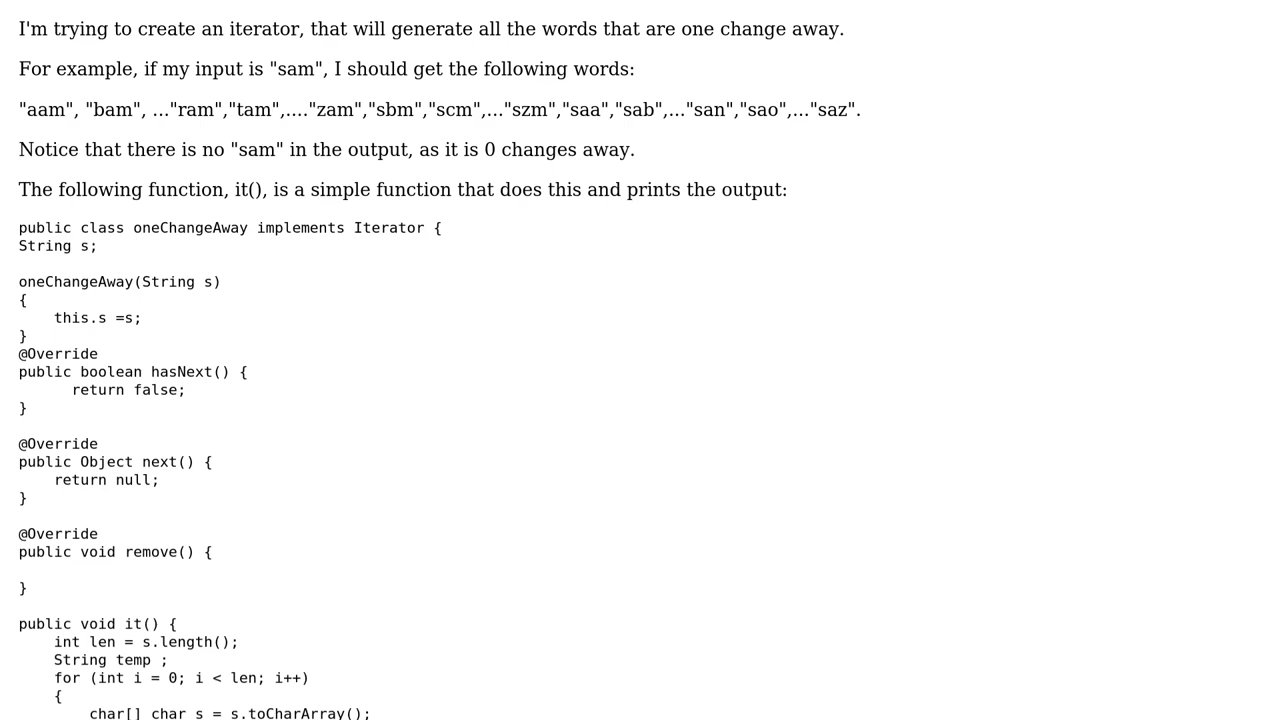 I'm trying to create an iterator, that will generate all the words that are one change away.
For example, if my input is "sam", I should get the following words:
"aam", "bam", ..."ram","tam",...."zam","sbm","scm",..."szm","saa","sab",..."san","sao",..."saz".
Notice that there is no "sam" in the output, as it is 0 changes away.
The following function, it(), is a simple function that does this and prints the output:
public class oneChangeAway implements Iterator {
String s;
oneChangeAway(String s)
{
    this.s =s;
}
@Override
public boolean hasNext() {
      return false;
}
@Override
public Object next() {
    return null;
}
@Override
public void remove() {
}
public void it() {
    int len = s.length();
    String temp ;
    for (int i = 0; i < len; i++)
    {
        char[] char_s = s.toCharArray();